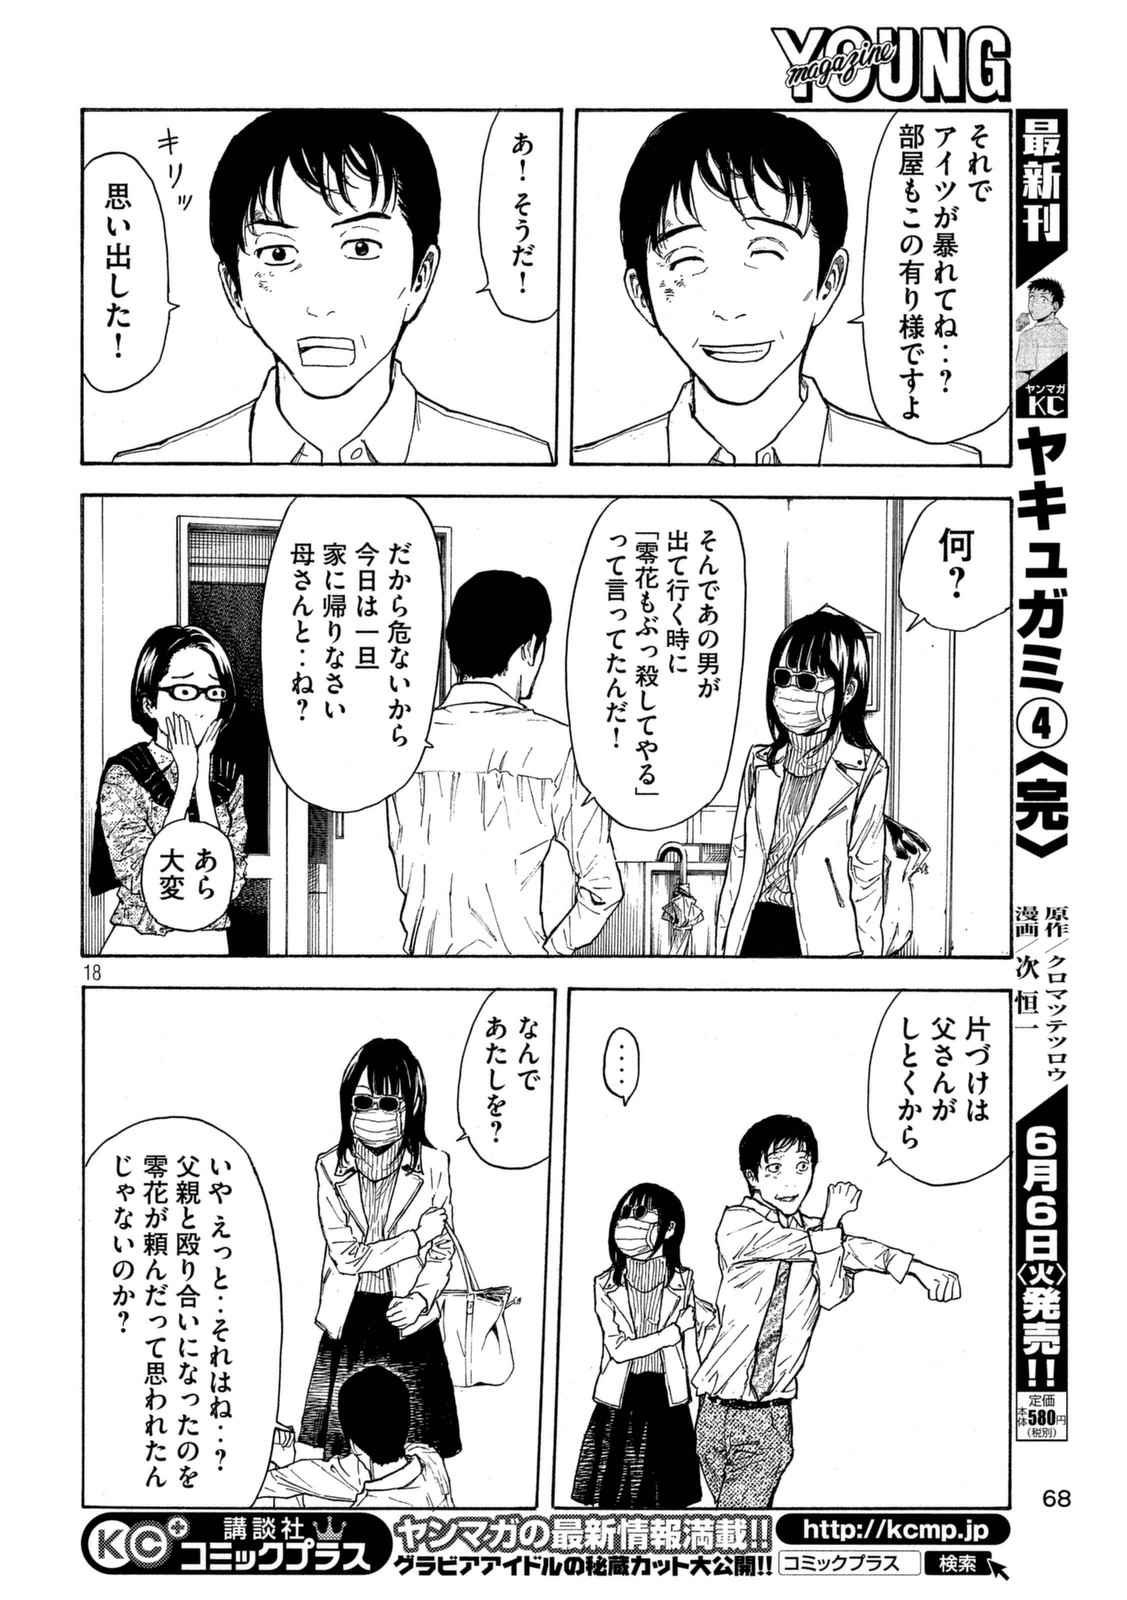 YOUNG
magazine
それで
アイツが暴れてね‥?
部屋もこの有り様ですよ
あ!そうだ!
キリッ
思い出した!
何?
そんであの男が
出て行く時に
「零花もぶっ殺してやる」
って言ってたんだ!
だから危ないから
今日は一旦
家に帰りなさい
母さんと‥ね?
あら
大変
18
片づけは
父さんが
しとくから
‥‥
なんで
あたしを?
いやえっと‥それはね‥?
父親と殴り合いになったのを
零花が頼んだって思われたん
じゃないのか?
最新刊
ヤンマガ
KC
ヤキュガミ④〈完〉
原作/クロマツテツロウ
漫画/次恒一
6月6日〈火〉発売!!
定価
本体580円
(税別)
68
KC+
講談社
コミックプラス
ヤンマガの最新情報満載!!
グラビアアイドルの秘蔵カット大公開!!
http://kcmp.jp
コミックプラス
検索